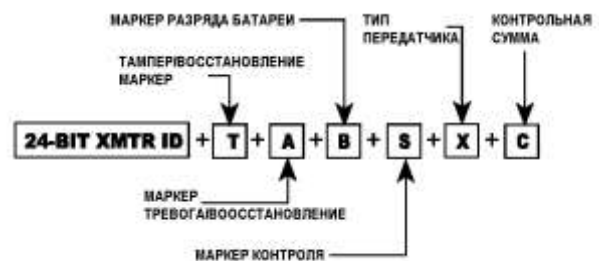 МАРКЕР РАЗРЯДА БАТАРЕИ
ТИП
ПЕРЕДАТЧИКА
КОНТРОЛЬНАЯ
СУММА
ТАМПЕР/ВОССТАНОВЛЕНИЕ
МАРКЕР
24-BIT XMTR ID + T + A + B + S + X + C
МАРКЕР
ТРЕВОГА/ВООССТАНОВЛЕНИЕ
МАРКЕР КОНТРОЛЯ